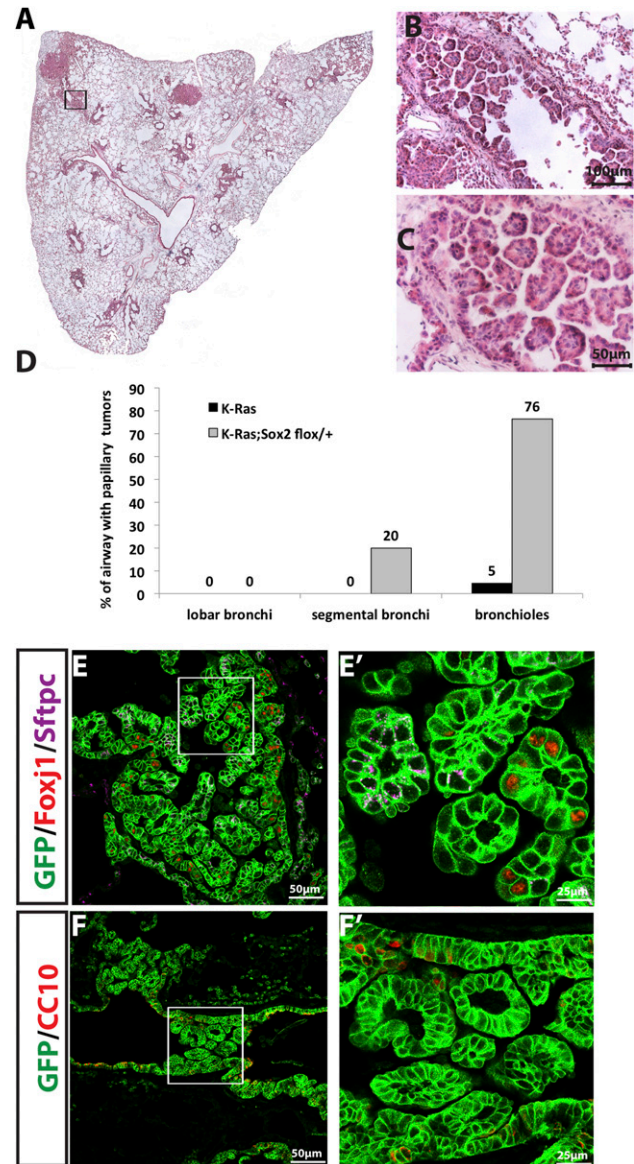 A
B
100µm
C
50µm
D
% of airway with papillary tumors
90
80
70
60
50
40
30
20
10
0
K-Ras
K-Ras;Sox2 flox/+
0 0
0 20
5 76
lobar bronchi segmental bronchi bronchioles
GFP/Foxj1/Sftpc
E
50µm
E'
25µm
GFP/CC10
F
50µm
F'
25µm